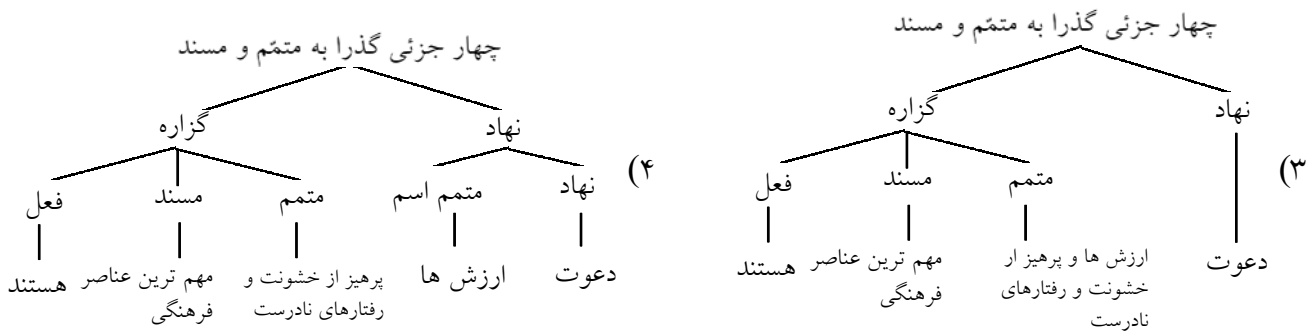 چهار جزئی گذرا به متمّم و مسند
نهاد
گزاره
۳)
متمم
مسند
فعل
دعوت
ارزش ها و پرهیز ار
خشونت و رفتارهای
نادرست
مهم ترین عناصر
فرهنگی
هستند
چهار جزئی گذرا به متمّم و مسند
نهاد
گزاره
۴)
نهاد
متمم اسم
متمم
مسند
فعل
دعوت
ارزش ها
پرهیز از خشونت و
رفتارهای نادرست
مهم ترین عناصر
فرهنگی
هستند